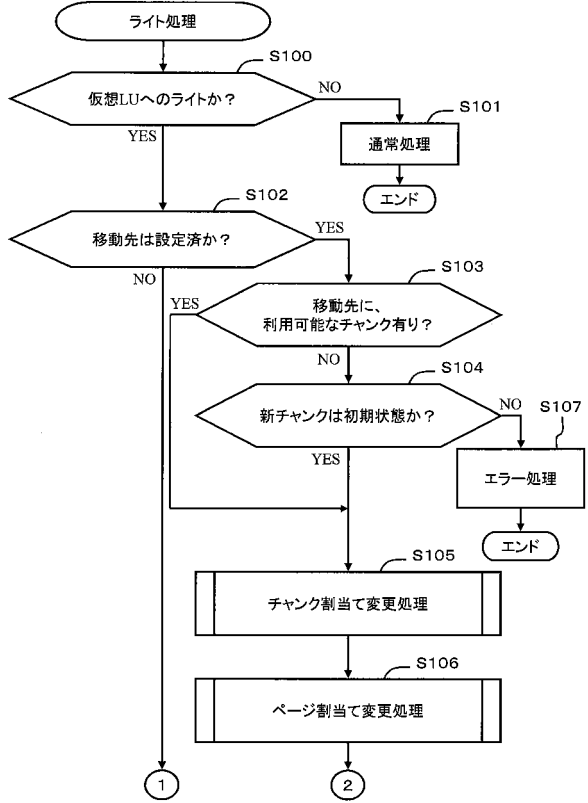 ライト処理
S100
仮想LUへのライトか？
NO
YES
S101
通常処理
エンド
S102
移動先は設定済か？
YES
NO
S103
移動先に、
利用可能なチャンク有り？
YES
NO
S104
新チャンクは初期状態か？
NO
YES
S107
エラー処理
エンド
S105
チャンク割当て変更処理
S106
ページ割当て変更処理
1
2